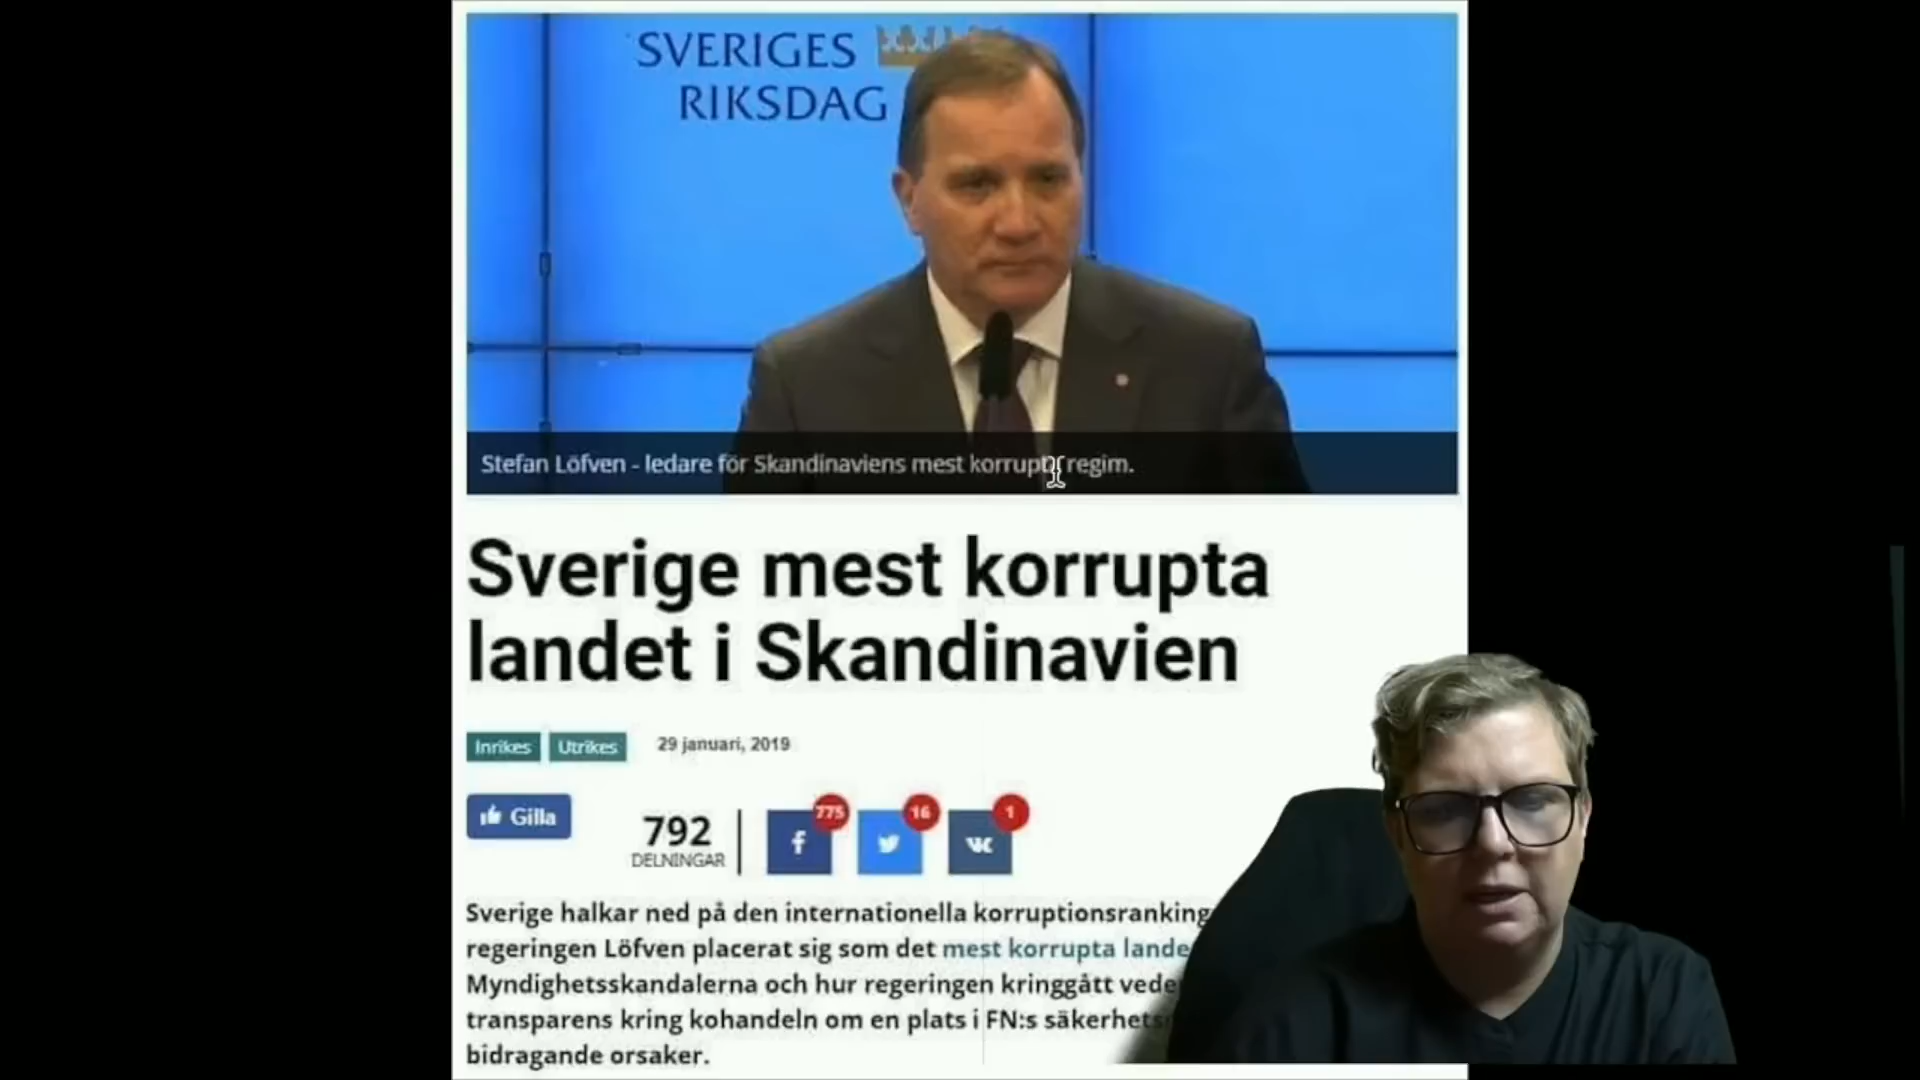 SVERIGES
RIKSDAG
Stefan Löfven - ledare för Skandinaviens mest korrupta regim.
Sverige mest korrupta
landet i Skandinavien
Inrikes Utrikes 29 januari, 2019
Gilla
792
DELNINGAR
775
16
1
Sverige halkar ned på den internationella korruptionsranking
regeringen Löfven placerat sig som det mest korrupta lande
Myndighetsskandalerna och hur regeringen kringgått vede
transparens kring kohandeln om en plats i FN:s säkerhets
bidragande orsaker.